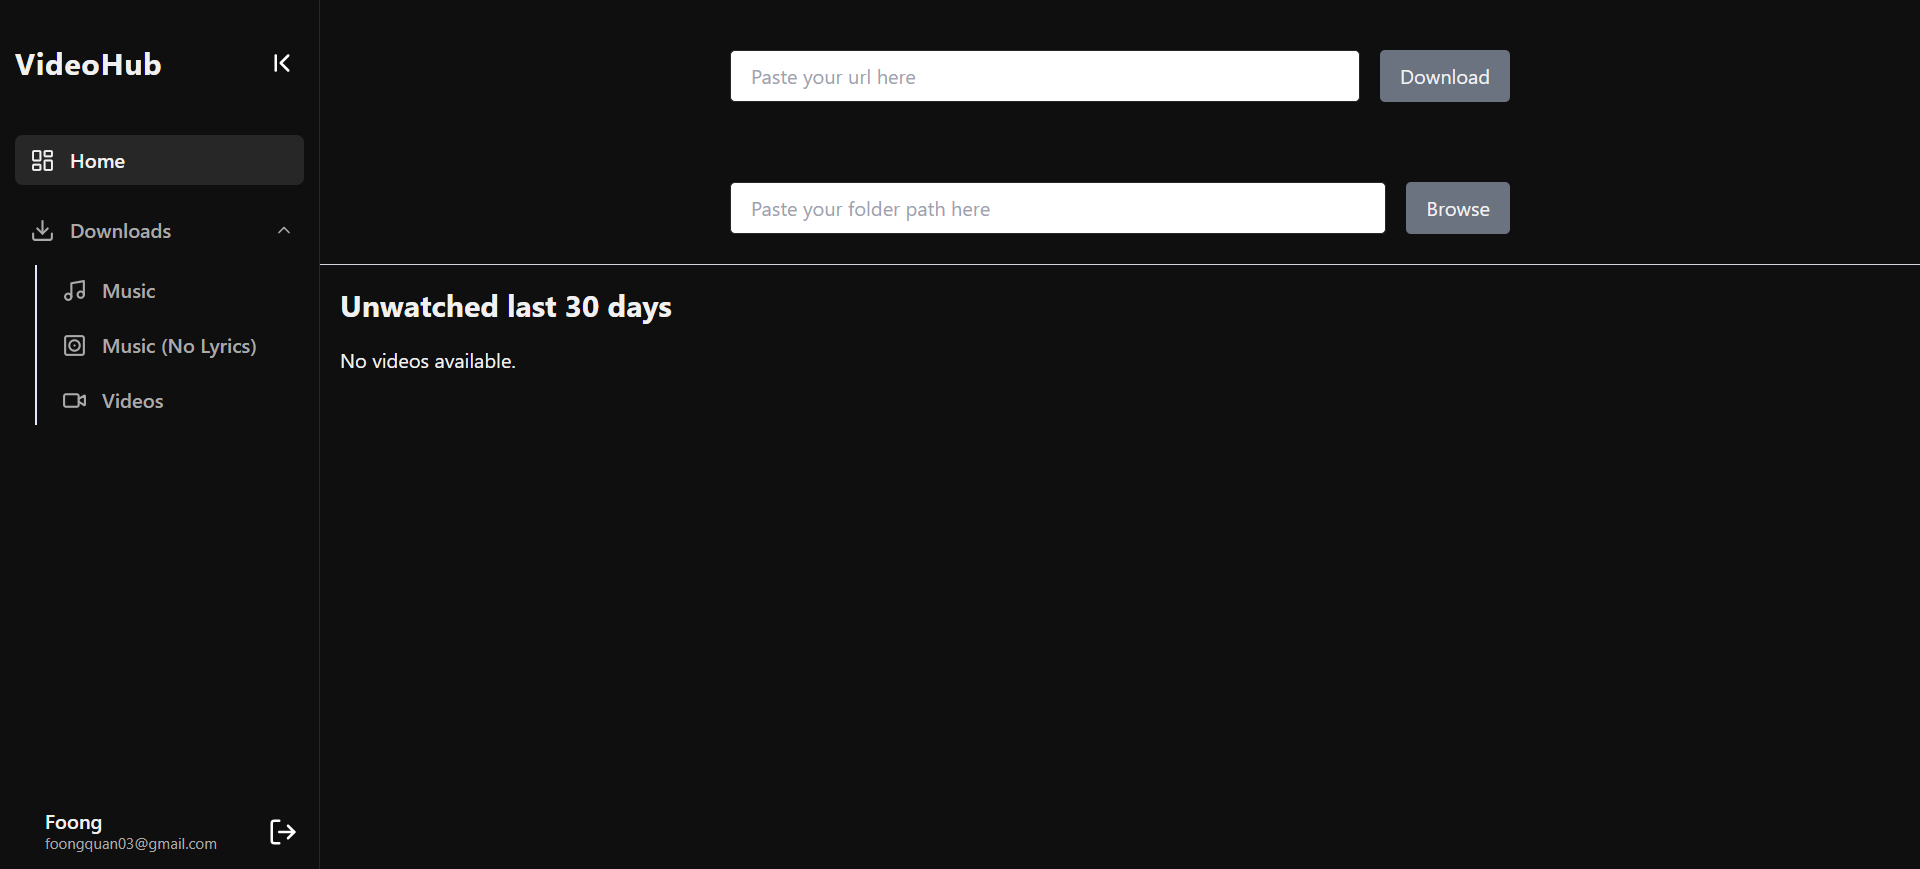 VideoHub
Home
Downloads
Music
Music (No Lyrics)
Videos
Foong
foongquan03@gmail.com
Paste your url here
Download
Paste your folder path here
Browse
Unwatched last 30 days
No videos available.